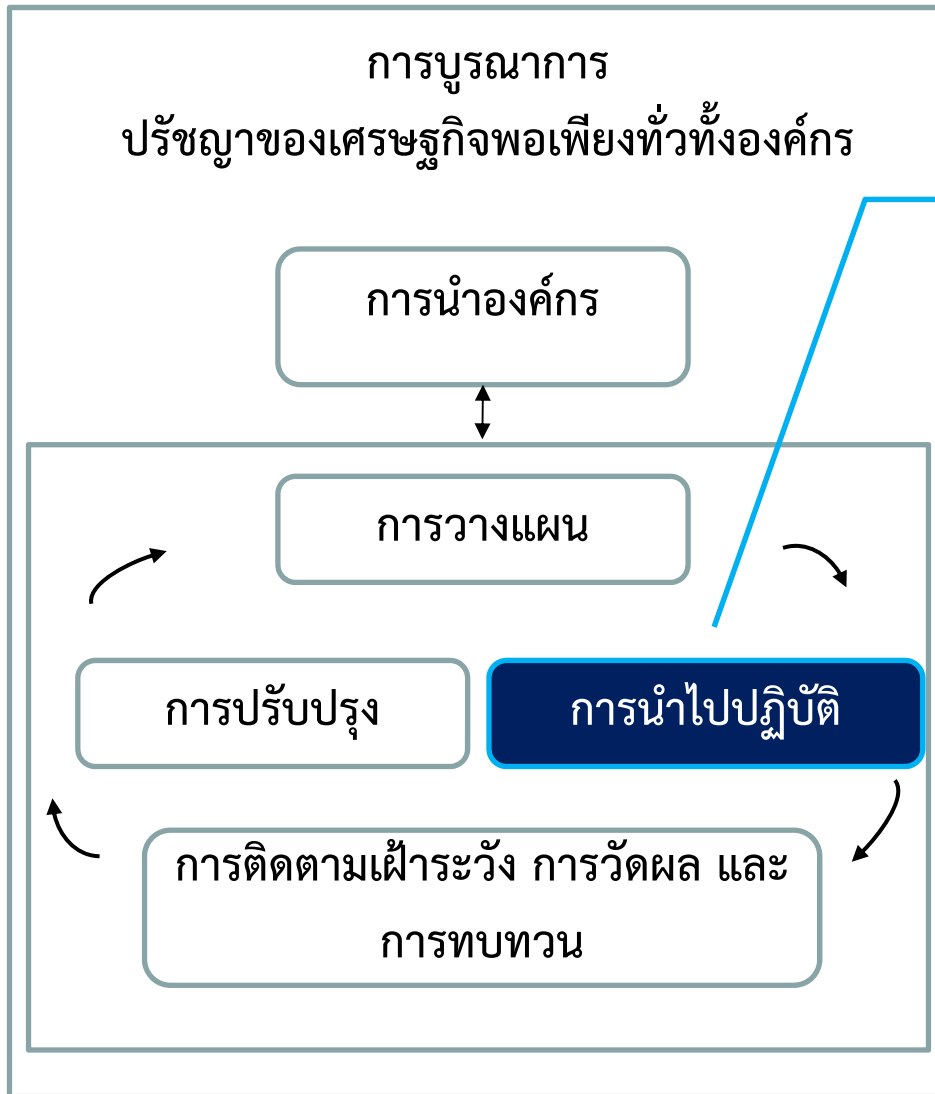 การบูรณาการ
ปรัชญาของเศรษฐกิจพอเพียงทั่วทั้งองค์กร
การนำองค์กร
การวางแผน
การปรับปรุง
การนำไปปฏิบัติ
การติดตามเฝ้าระวัง การวัดผล และ
การทบทวน